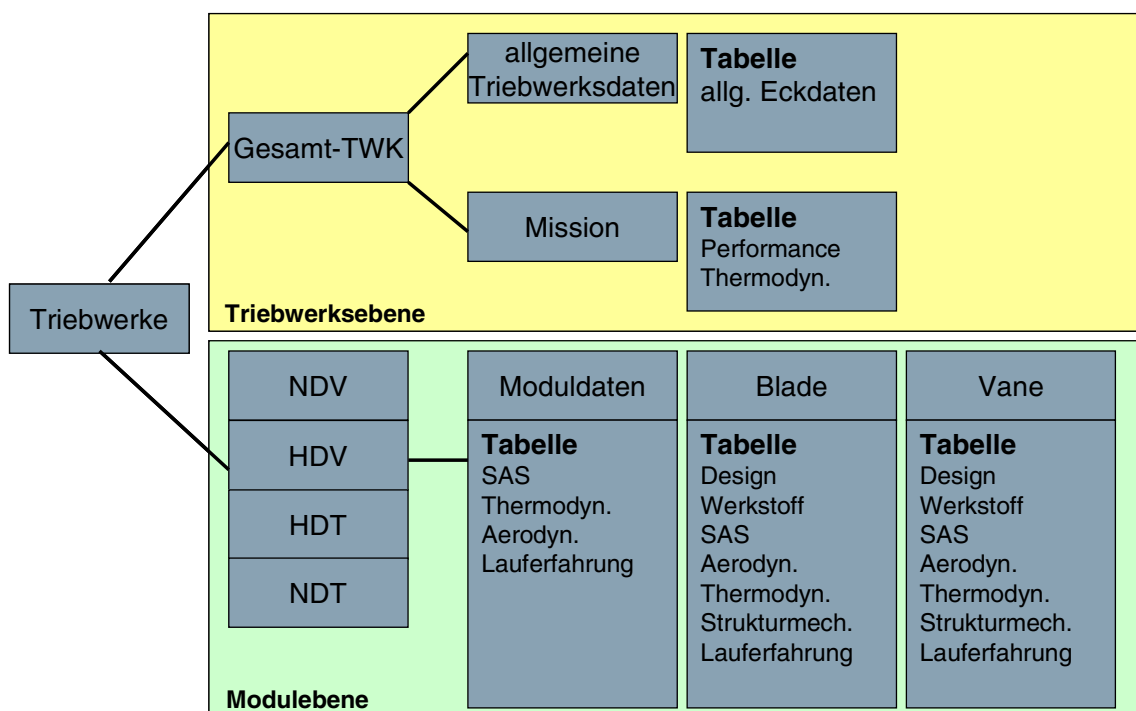 allgemeine
Triebwerksdaten
Tabelle
allg. Eckdaten
Gesamt-TWK
Mission
Tabelle
Performance
Thermodyn.
Triebwerke
Triebwerksebene
NDV
HDV
HDT
NDT
Moduldaten
Tabelle
SAS
Thermodyn.
Aerodyn.
Lauferfahrung
Blade
Tabelle
Design
Werkstoff
SAS
Aerodyn.
Thermodyn.
Strukturmech.
Lauferfahrung
Vane
Tabelle
Design
Werkstoff
SAS
Aerodyn.
Thermodyn.
Strukturmech.
Lauferfahrung
Modulebene